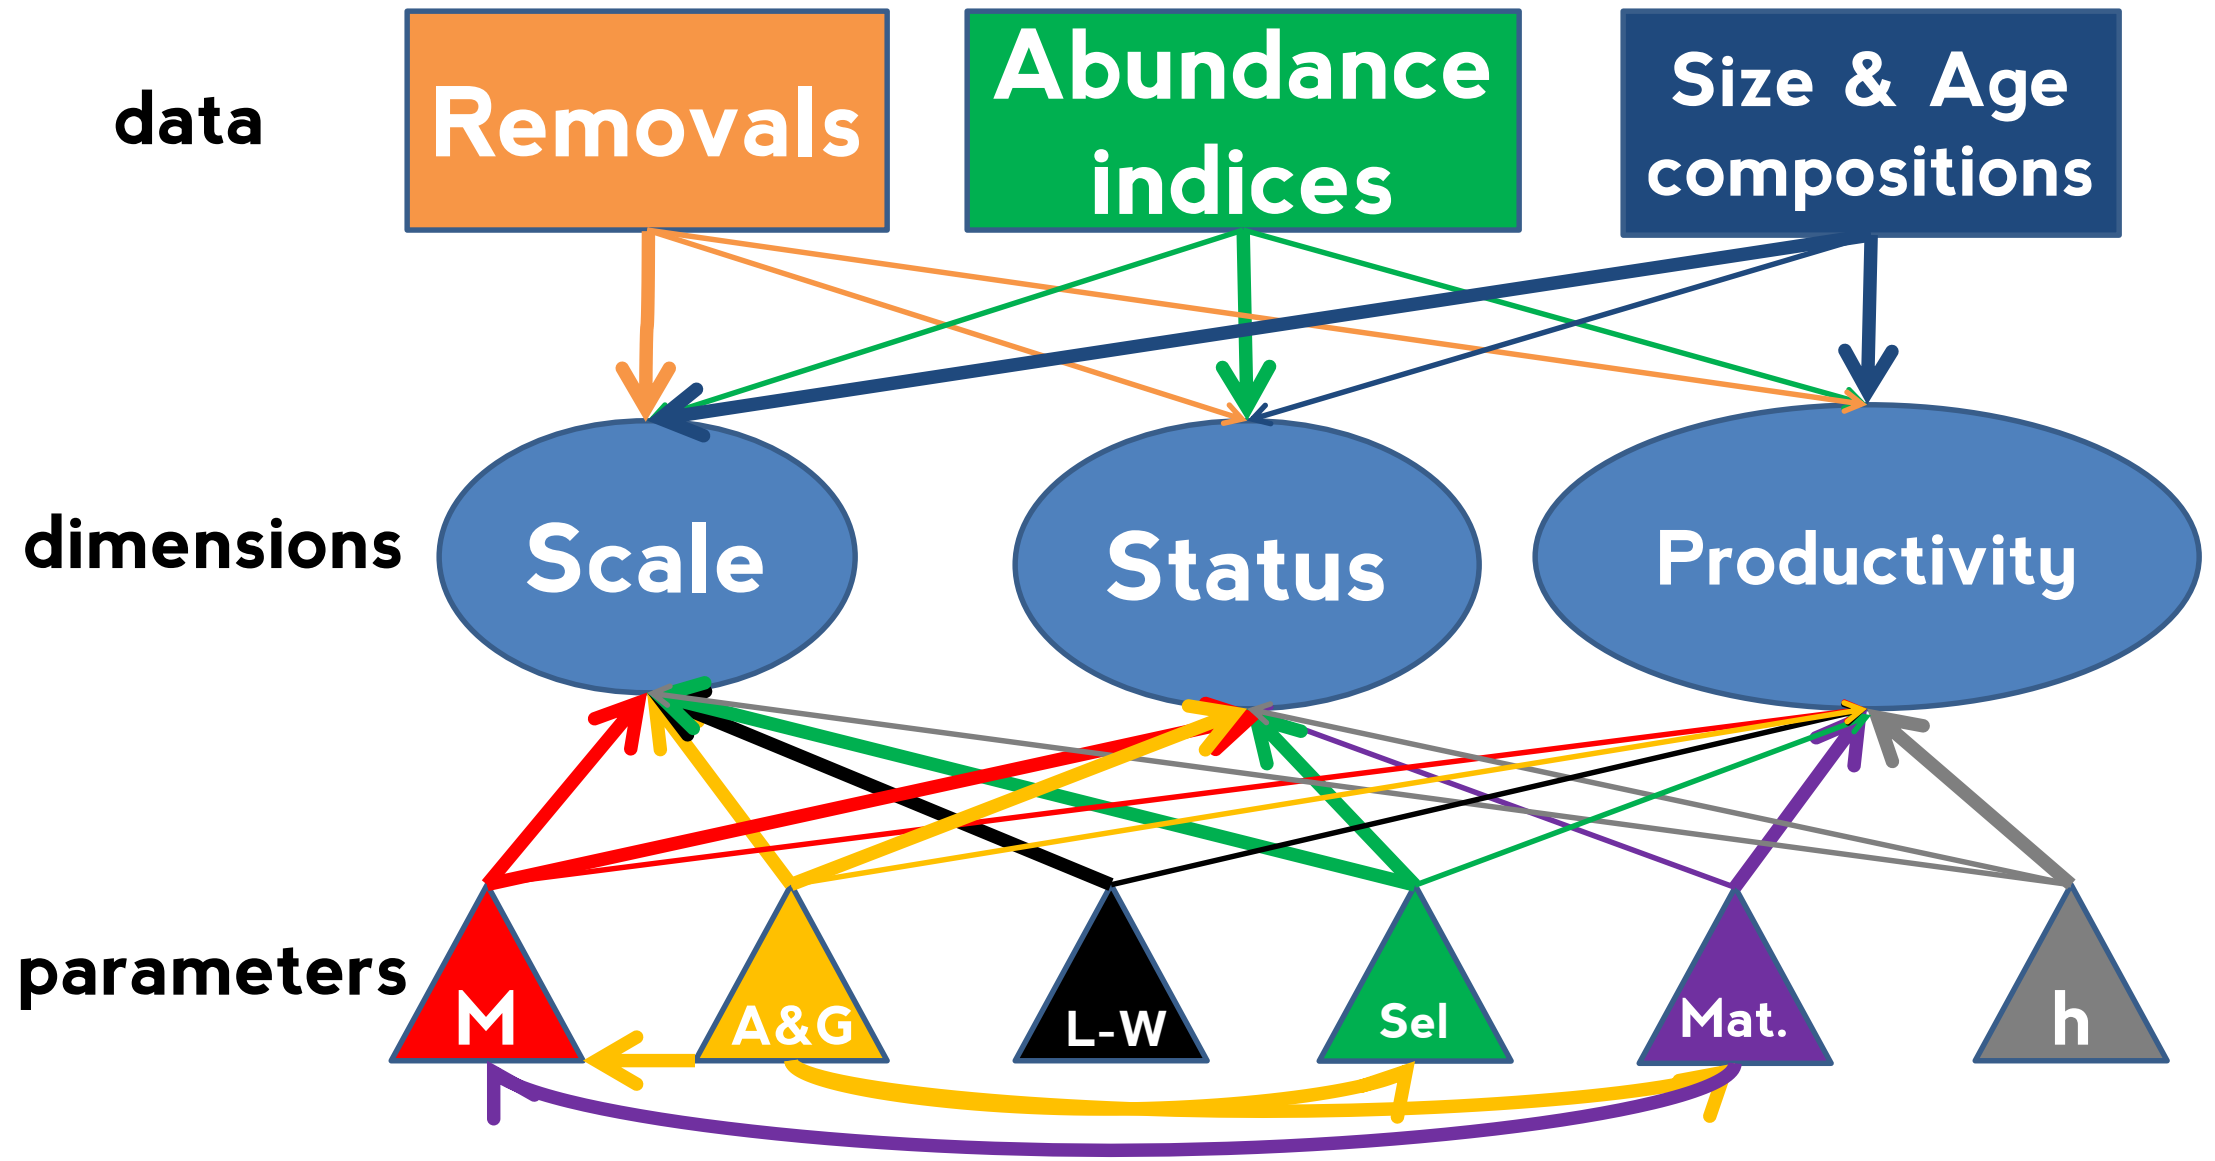 data
Removals
Abundance
indices
Size & Age
compositions
dimensions
Scale
Status
Productivity
parameters
M
A&G
L-W
Sel
Mat.
h